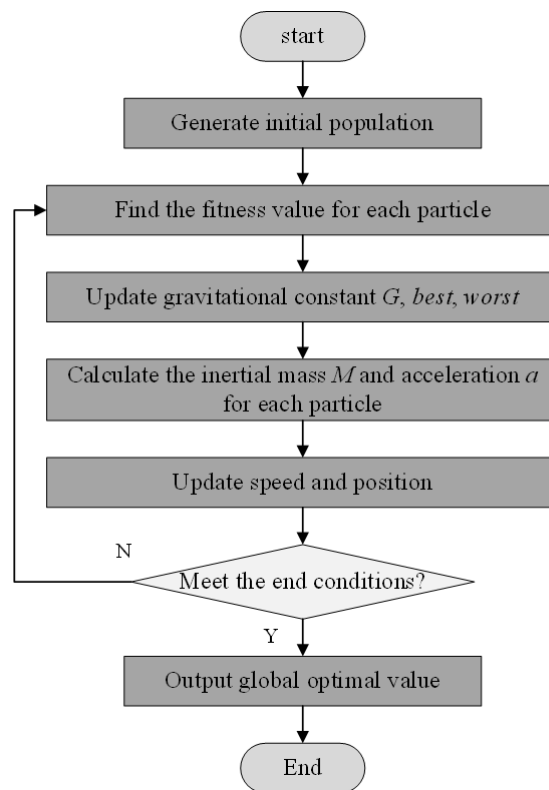 start
Generate initial population
Find the fitness value for each particle
Update gravitational constant G, best, worst
Calculate the inertial mass M and acceleration a
for each particle
Update speed and position
N
Meet the end conditions?
Y
Output global optimal value
End